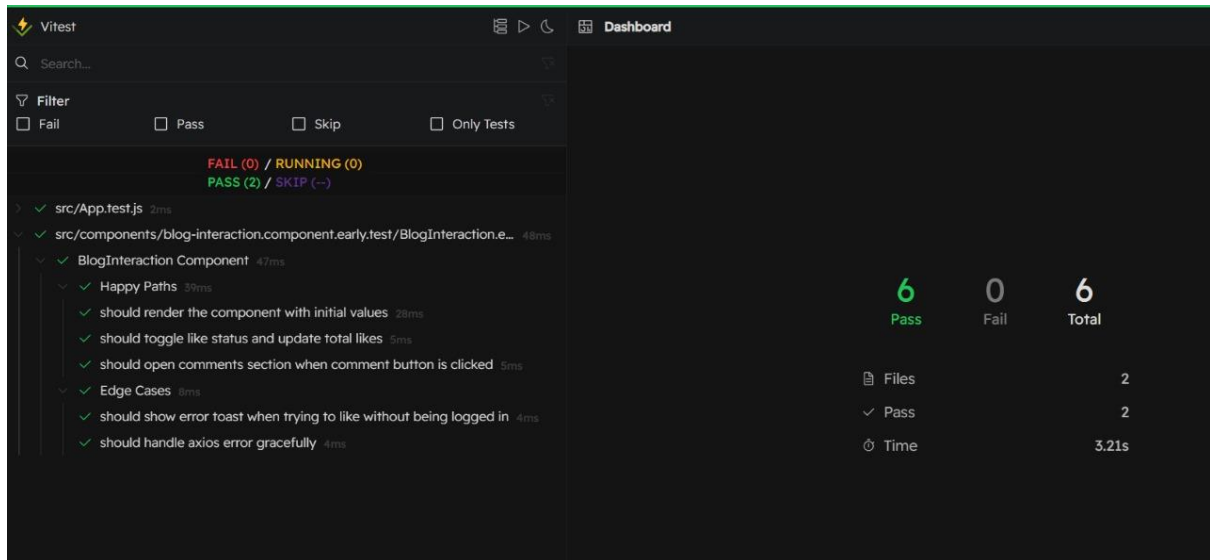 Vitest
Search...
Filter
Fail Pass Skip Only Tests
FAIL (0) / RUNNING (0)
PASS (2) / SKIP (--)
src/App.test.js 2ms
src/components/blog-interaction.component.early.test/BlogInteraction.e... 48ms
BlogInteraction Component 47ms
Happy Paths 39ms
should render the component with initial values 28ms
should toggle like status and update total likes 5ms
should open comments section when comment button is clicked 5ms
Edge Cases 8ms
should show error toast when trying to like without being logged in 4ms
should handle axios error gracefully 4ms
Dashboard
6 0 6
Pass Fail Total
Files 2
Pass 2
Time 3.21s